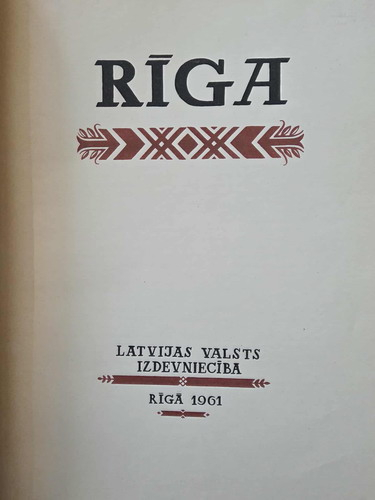 RĪGA
LATVIJAS VALSTS
IZDEVNIECĪBA
RĪGĀ 1961